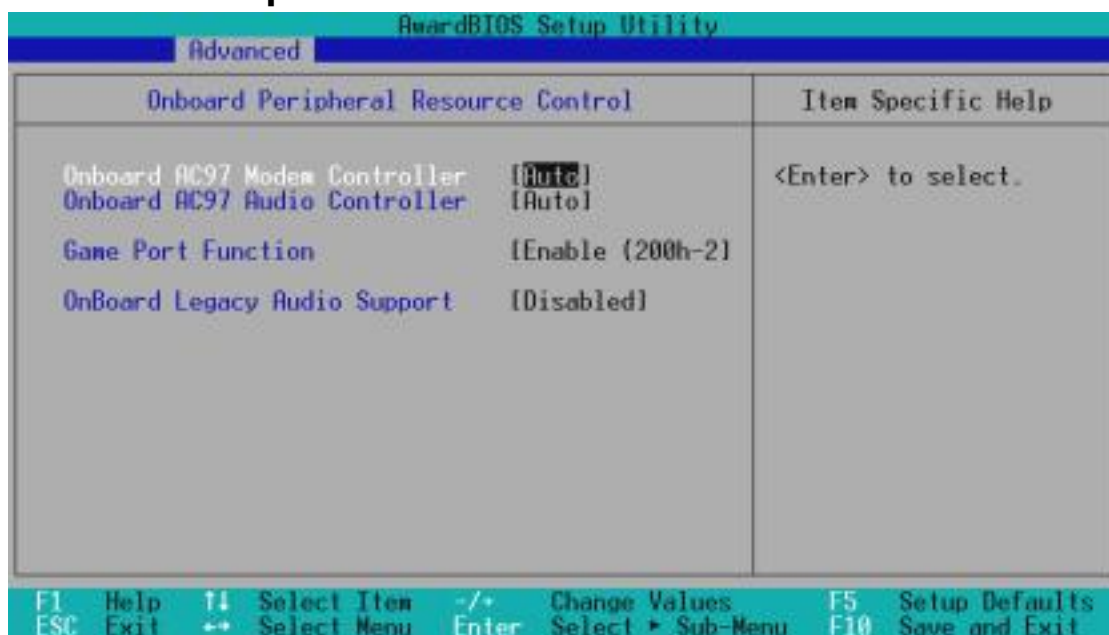 AwardBIOS Setup Utility
Advanced
Onboard Peripheral Resource Control
Item Specific Help
Onboard AC97 Modem Controller [Auto]
<Enter> to select.
Onboard AC97 Audio Controller [Auto]
Game Port Function [Enable (200h-2]
OnBoard Legacy Audio Support [Disabled]
F1 Help ↑↓ Select Item -/+ Change Values F5 Setup Defaults
ESC Exit ←→ Select Menu Enter Select ► Sub-Menu F10 Save and Exit